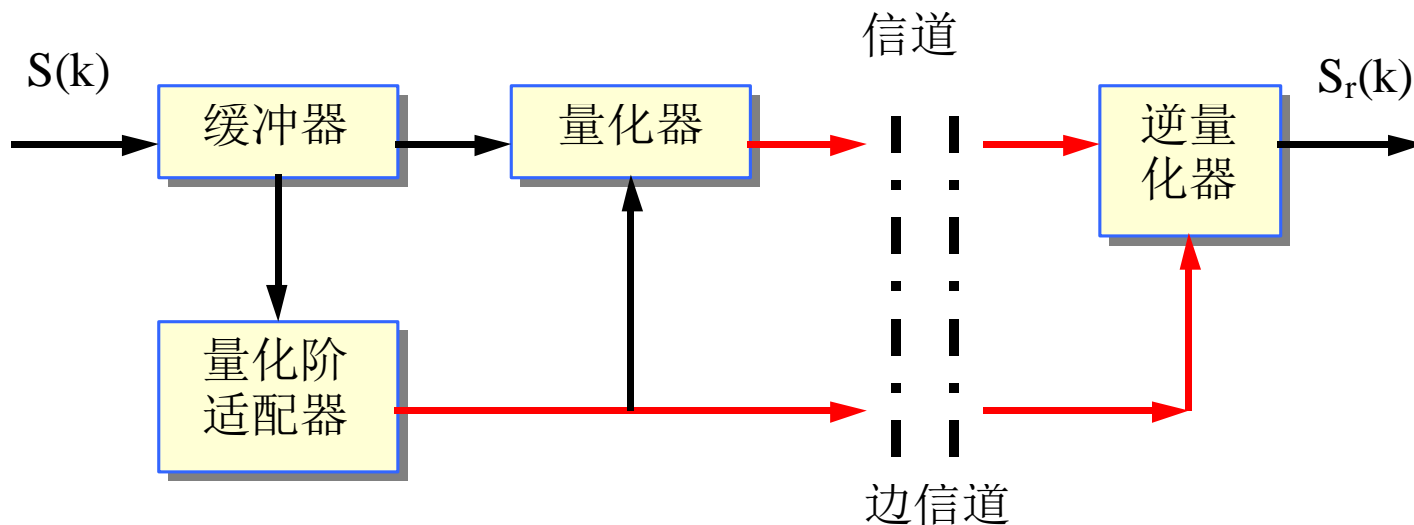 信道
S(k)
缓冲器
量化器
逆量
化器
Sr(k)
量化阶
适配器
边信道